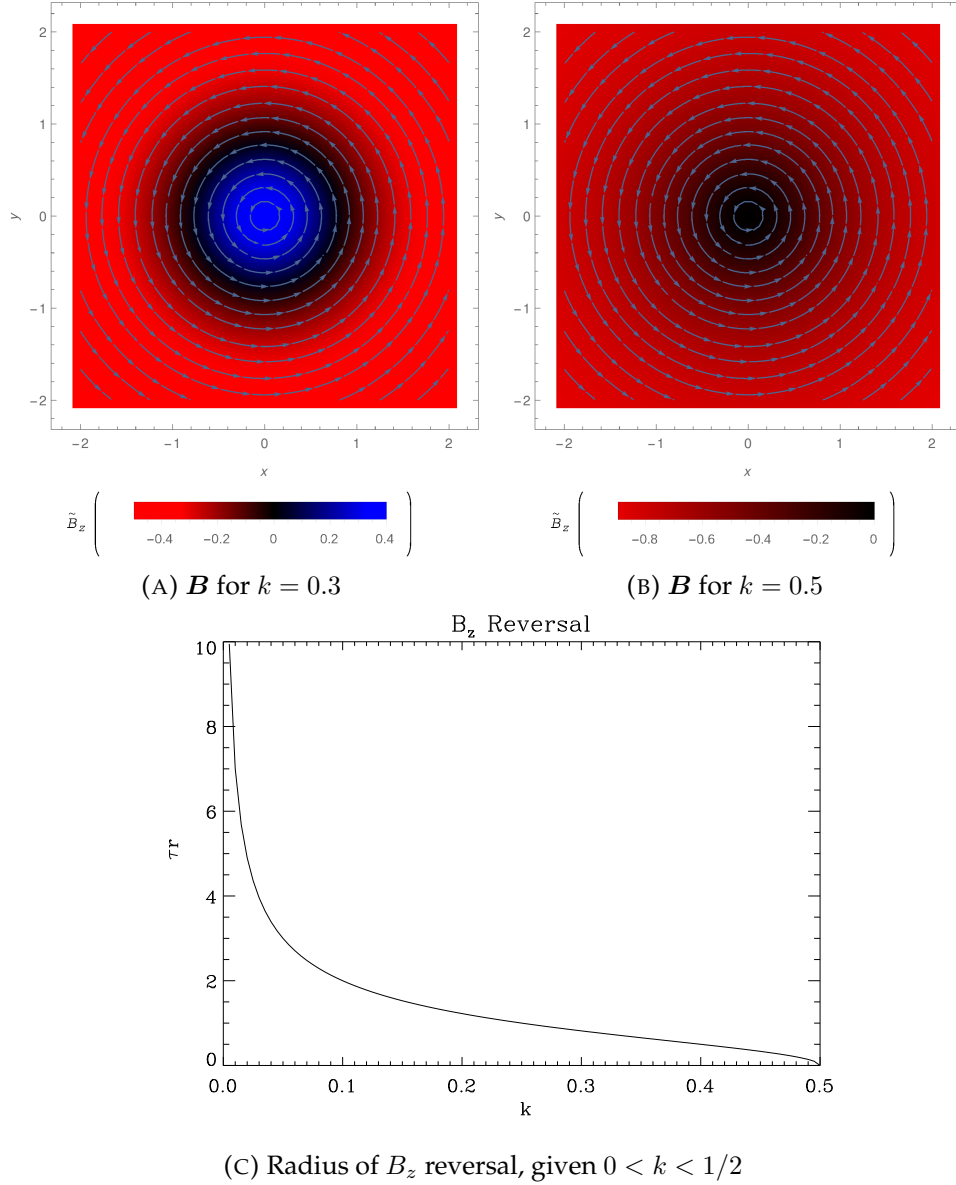 2
1
0
−1
−2
y
−2 −1 0 1 2
x
2
1
0
−1
−2
y
−2 −1 0 1 2
x
B̃z ( −0.4 −0.2 0 0.2 0.4 )
B̃z ( −0.8 −0.6 −0.4 −0.2 0 )
(A) B for k = 0.3
(B) B for k = 0.5
Bz Reversal
10
8
6
4
2
0
τr
0.0 0.1 0.2 0.3 0.4 0.5
k
(C) Radius of Bz reversal, given 0 < k < 1/2